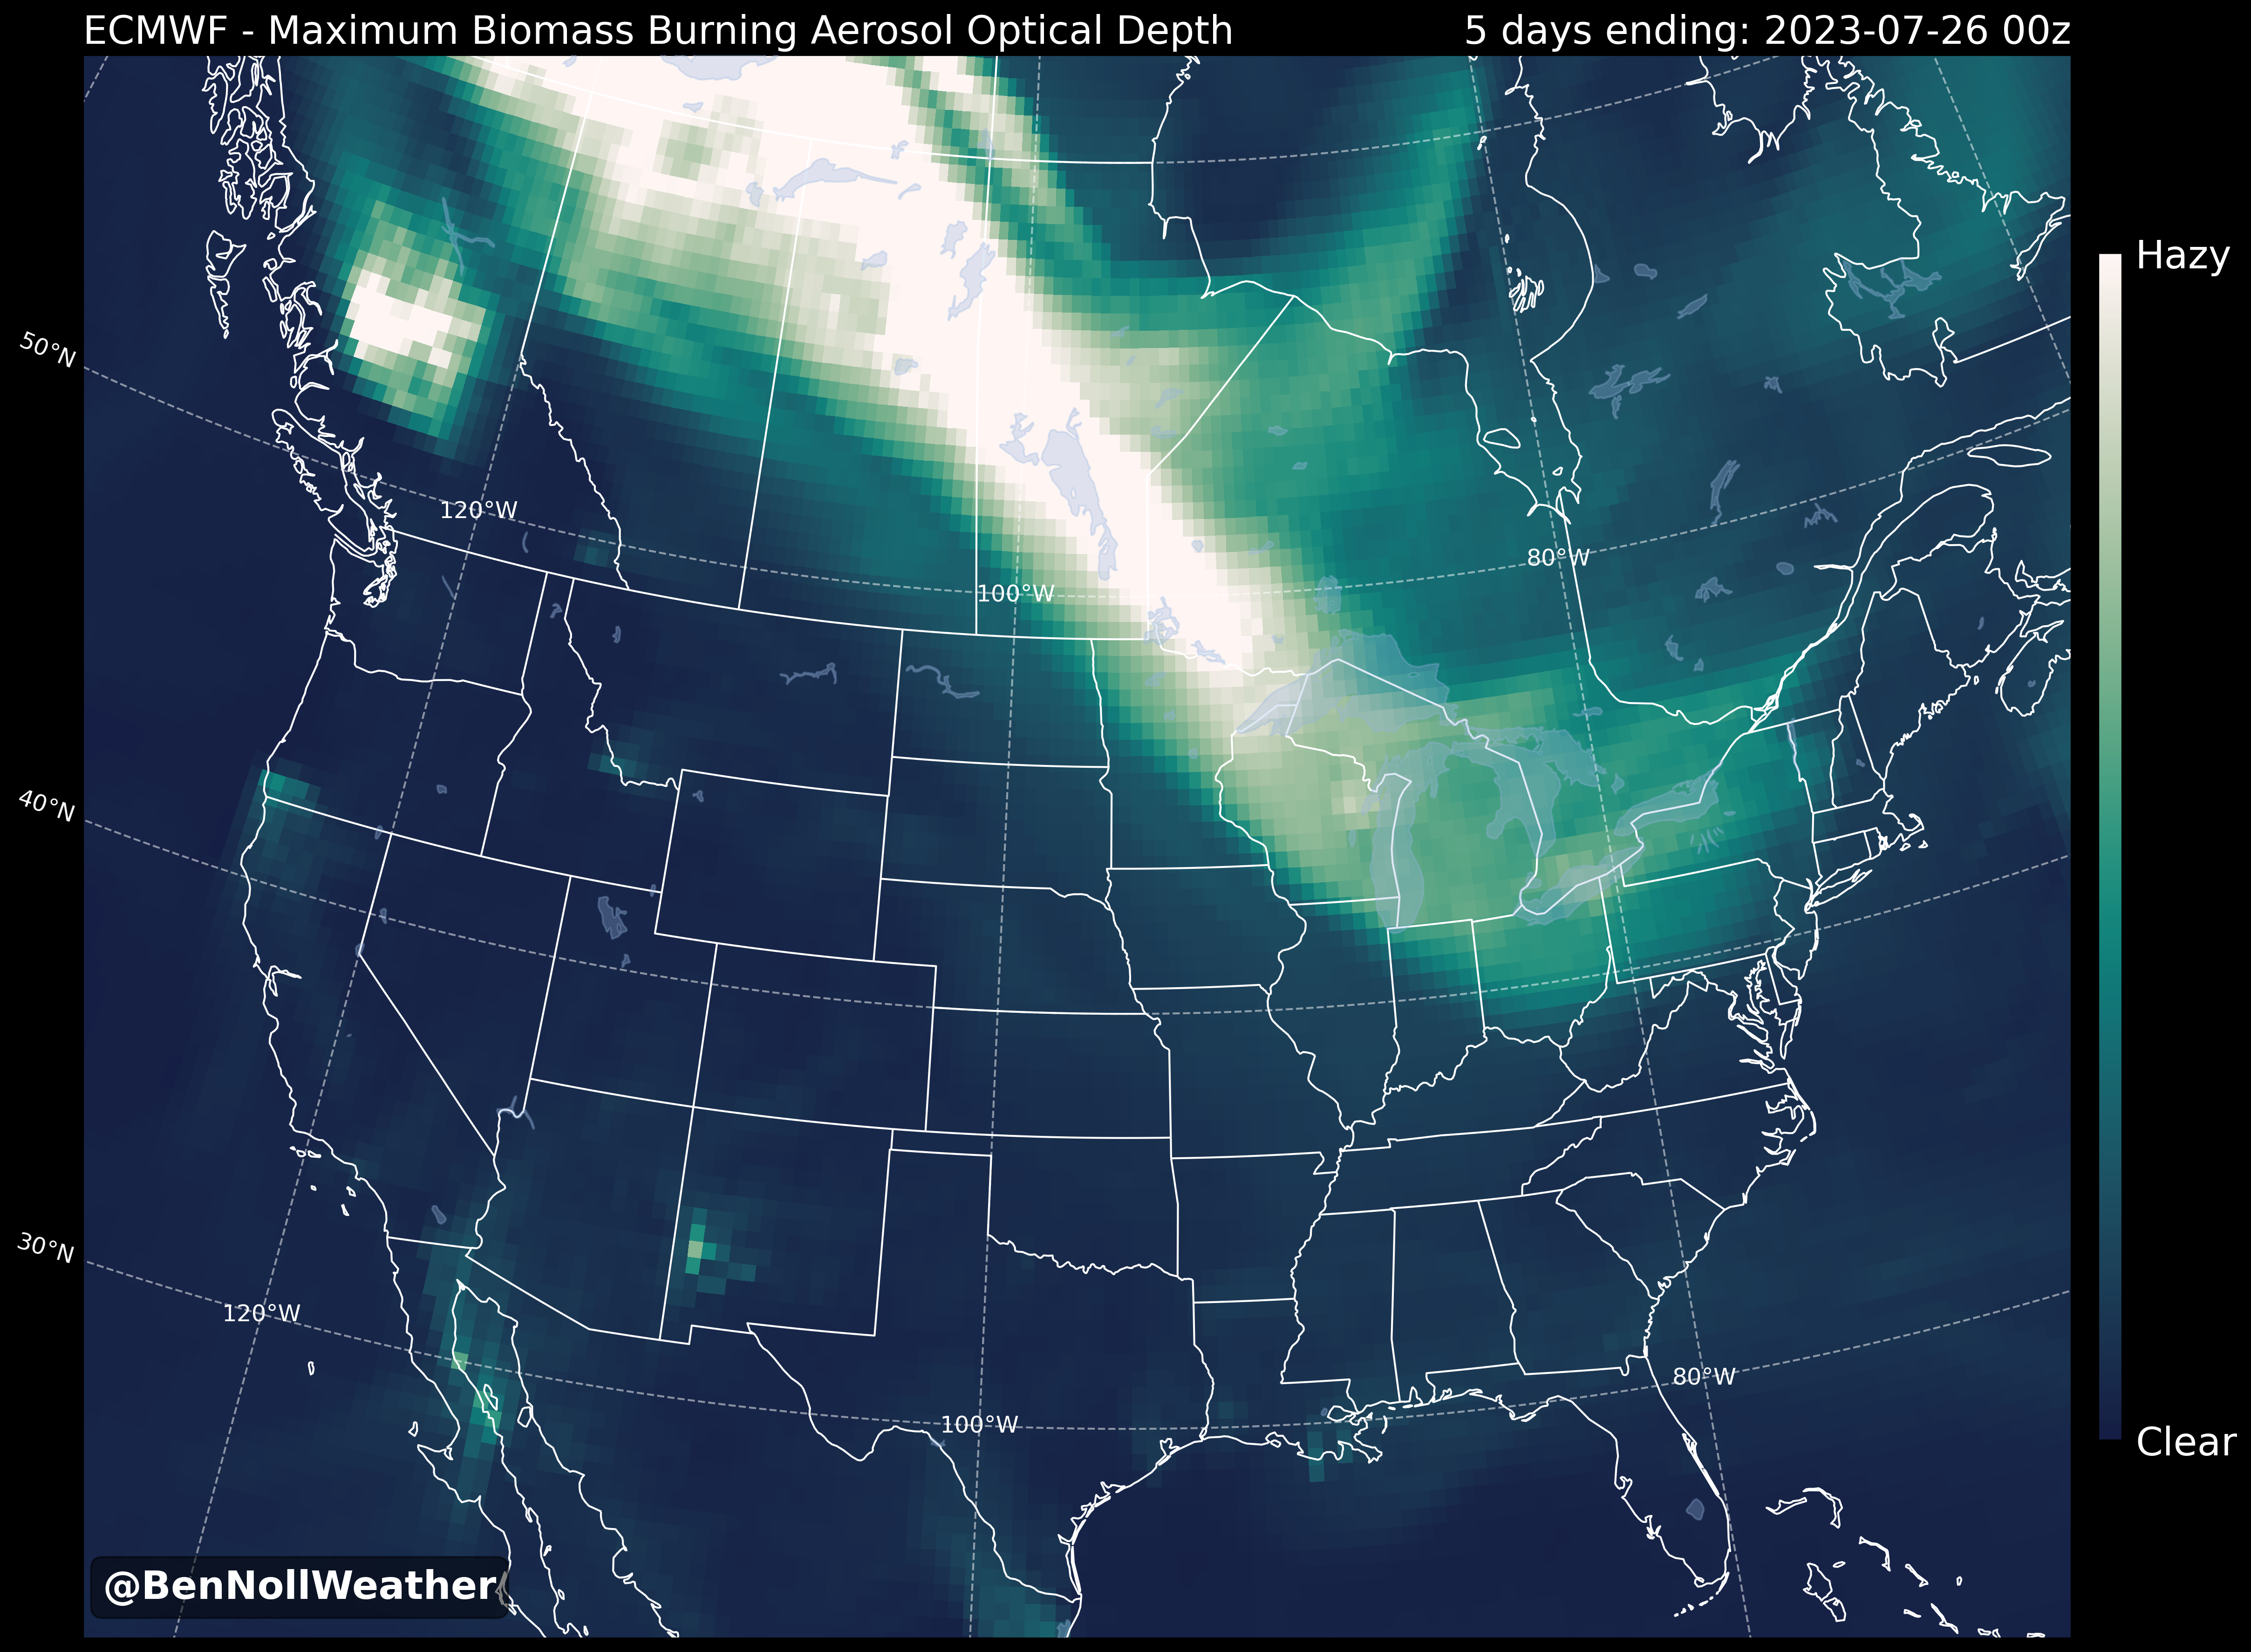 ECMWF - Maximum Biomass Burning Aerosol Optical Depth
5 days ending: 2023-07-26 00z
Hazy
50°N
120°W
80°W
100°W
40°N
30°N
120°W
80°W
100°W
Clear
@BenNollWeather